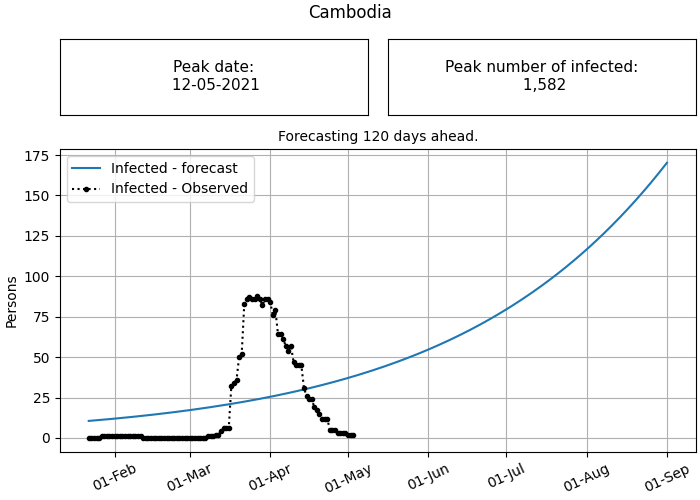 Cambodia
Peak date:
12-05-2021
Peak number of infected:
1,582
Forecasting 120 days ahead.
Infected - forecast
Infected - Observed
Persons
175
150
125
100
75
50
25
0
01-Feb
01-Mar
01-Apr
01-May
01-Jun
01-Jul
01-Aug
01-Sep